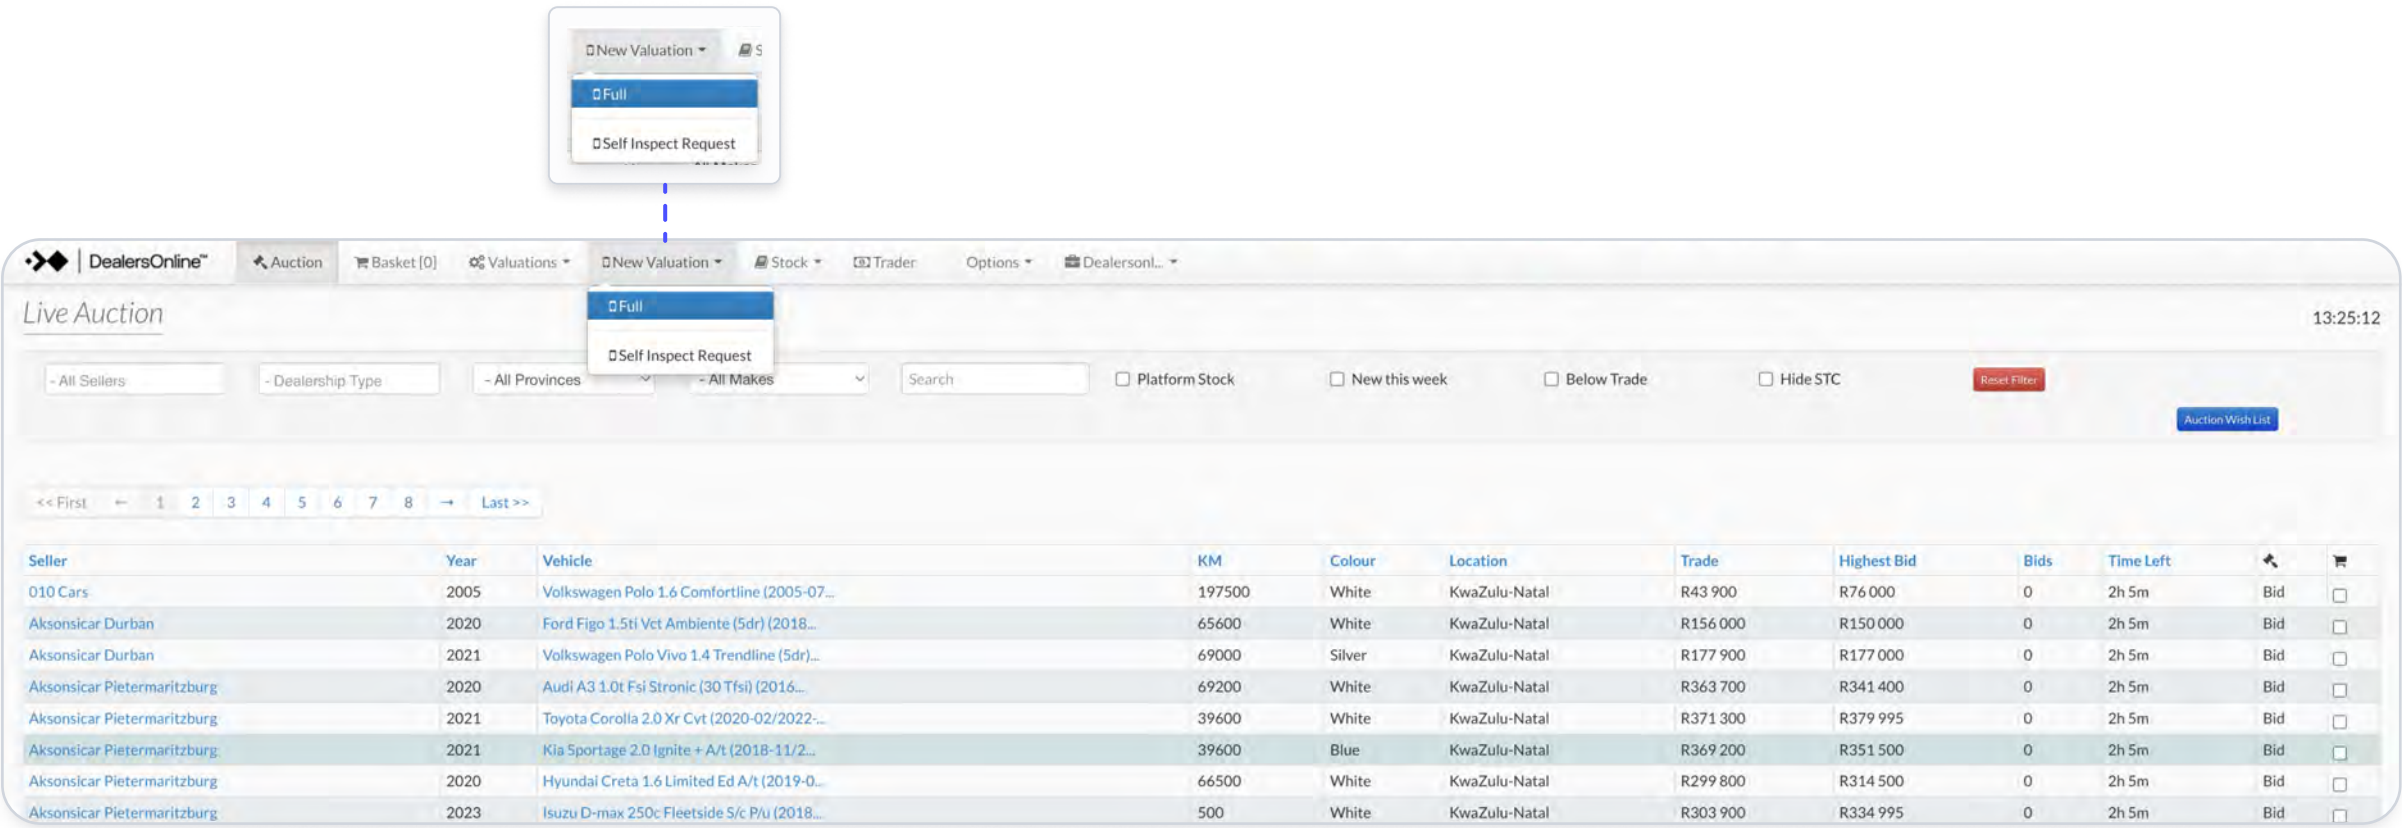 New Valuation
Full
Self Inspect Request
DealersOnline™ Auction Basket [0] Valuations New Valuation Stock Trader Options Dealersonl...
Full
Self Inspect Request
Live Auction
13:25:12
- All Sellers - Dealership Type - All Provinces - All Makes Search Platform Stock New this week Below Trade Hide STC Reset Filter
Auction Wish List
<< First ← 1 2 3 4 5 6 7 8 → Last >>
Seller Year Vehicle KM Colour Location Trade Highest Bid Bids Time Left
010 Cars 2005 Volkswagen Polo 1.6 Comfortline (2005-07... 197500 White KwaZulu-Natal R43 900 R76 000 0 2h 5m Bid
Aksonsicar Durban 2020 Ford Figo 1.5ti Vct Ambiente (5dr) (2018... 65600 White KwaZulu-Natal R156 000 R150 000 0 2h 5m Bid
Aksonsicar Durban 2021 Volkswagen Polo Vivo 1.4 Trendline (5dr)... 69000 Silver KwaZulu-Natal R177 900 R177 000 0 2h 5m Bid
Aksonsicar Pietermaritzburg 2020 Audi A3 1.0t Fsi Stronic (30 Tfsi) (2016... 69200 White KwaZulu-Natal R363 700 R341 400 0 2h 5m Bid
Aksonsicar Pietermaritzburg 2021 Toyota Corolla 2.0 Xr Cvt (2020-02/2022-... 39600 White KwaZulu-Natal R371 300 R379 995 0 2h 5m Bid
Aksonsicar Pietermaritzburg 2021 Kia Sportage 2.0 Ignite + A/t (2018-11/2... 39600 Blue KwaZulu-Natal R369 200 R351 500 0 2h 5m Bid
Aksonsicar Pietermaritzburg 2020 Hyundai Creta 1.6 Limited Ed A/t (2019-0... 66500 White KwaZulu-Natal R299 800 R314 500 0 2h 5m Bid
Aksonsicar Pietermaritzburg 2023 Isuzu D-max 250c Fleetside S/c P/u (2018... 500 White KwaZulu-Natal R303 900 R334 995 0 2h 5m Bid